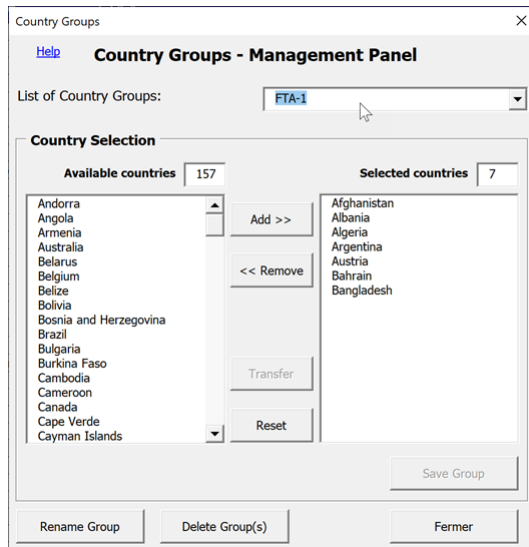 Country Groups
Help
Country Groups - Management Panel
List of Country Groups:
FTA-1
Country Selection
Available countries 157
Selected countries 7
Andorra
Angola
Armenia
Australia
Belarus
Belgium
Belize
Bolivia
Bosnia and Herzegovina
Brazil
Bulgaria
Burkina Faso
Cambodia
Cameroon
Canada
Cape Verde
Cayman Islands
Add >>
<< Remove
Transfer
Reset
Afghanistan
Albania
Algeria
Argentina
Austria
Bahrain
Bangladesh
Save Group
Rename Group
Delete Group(s)
Fermer